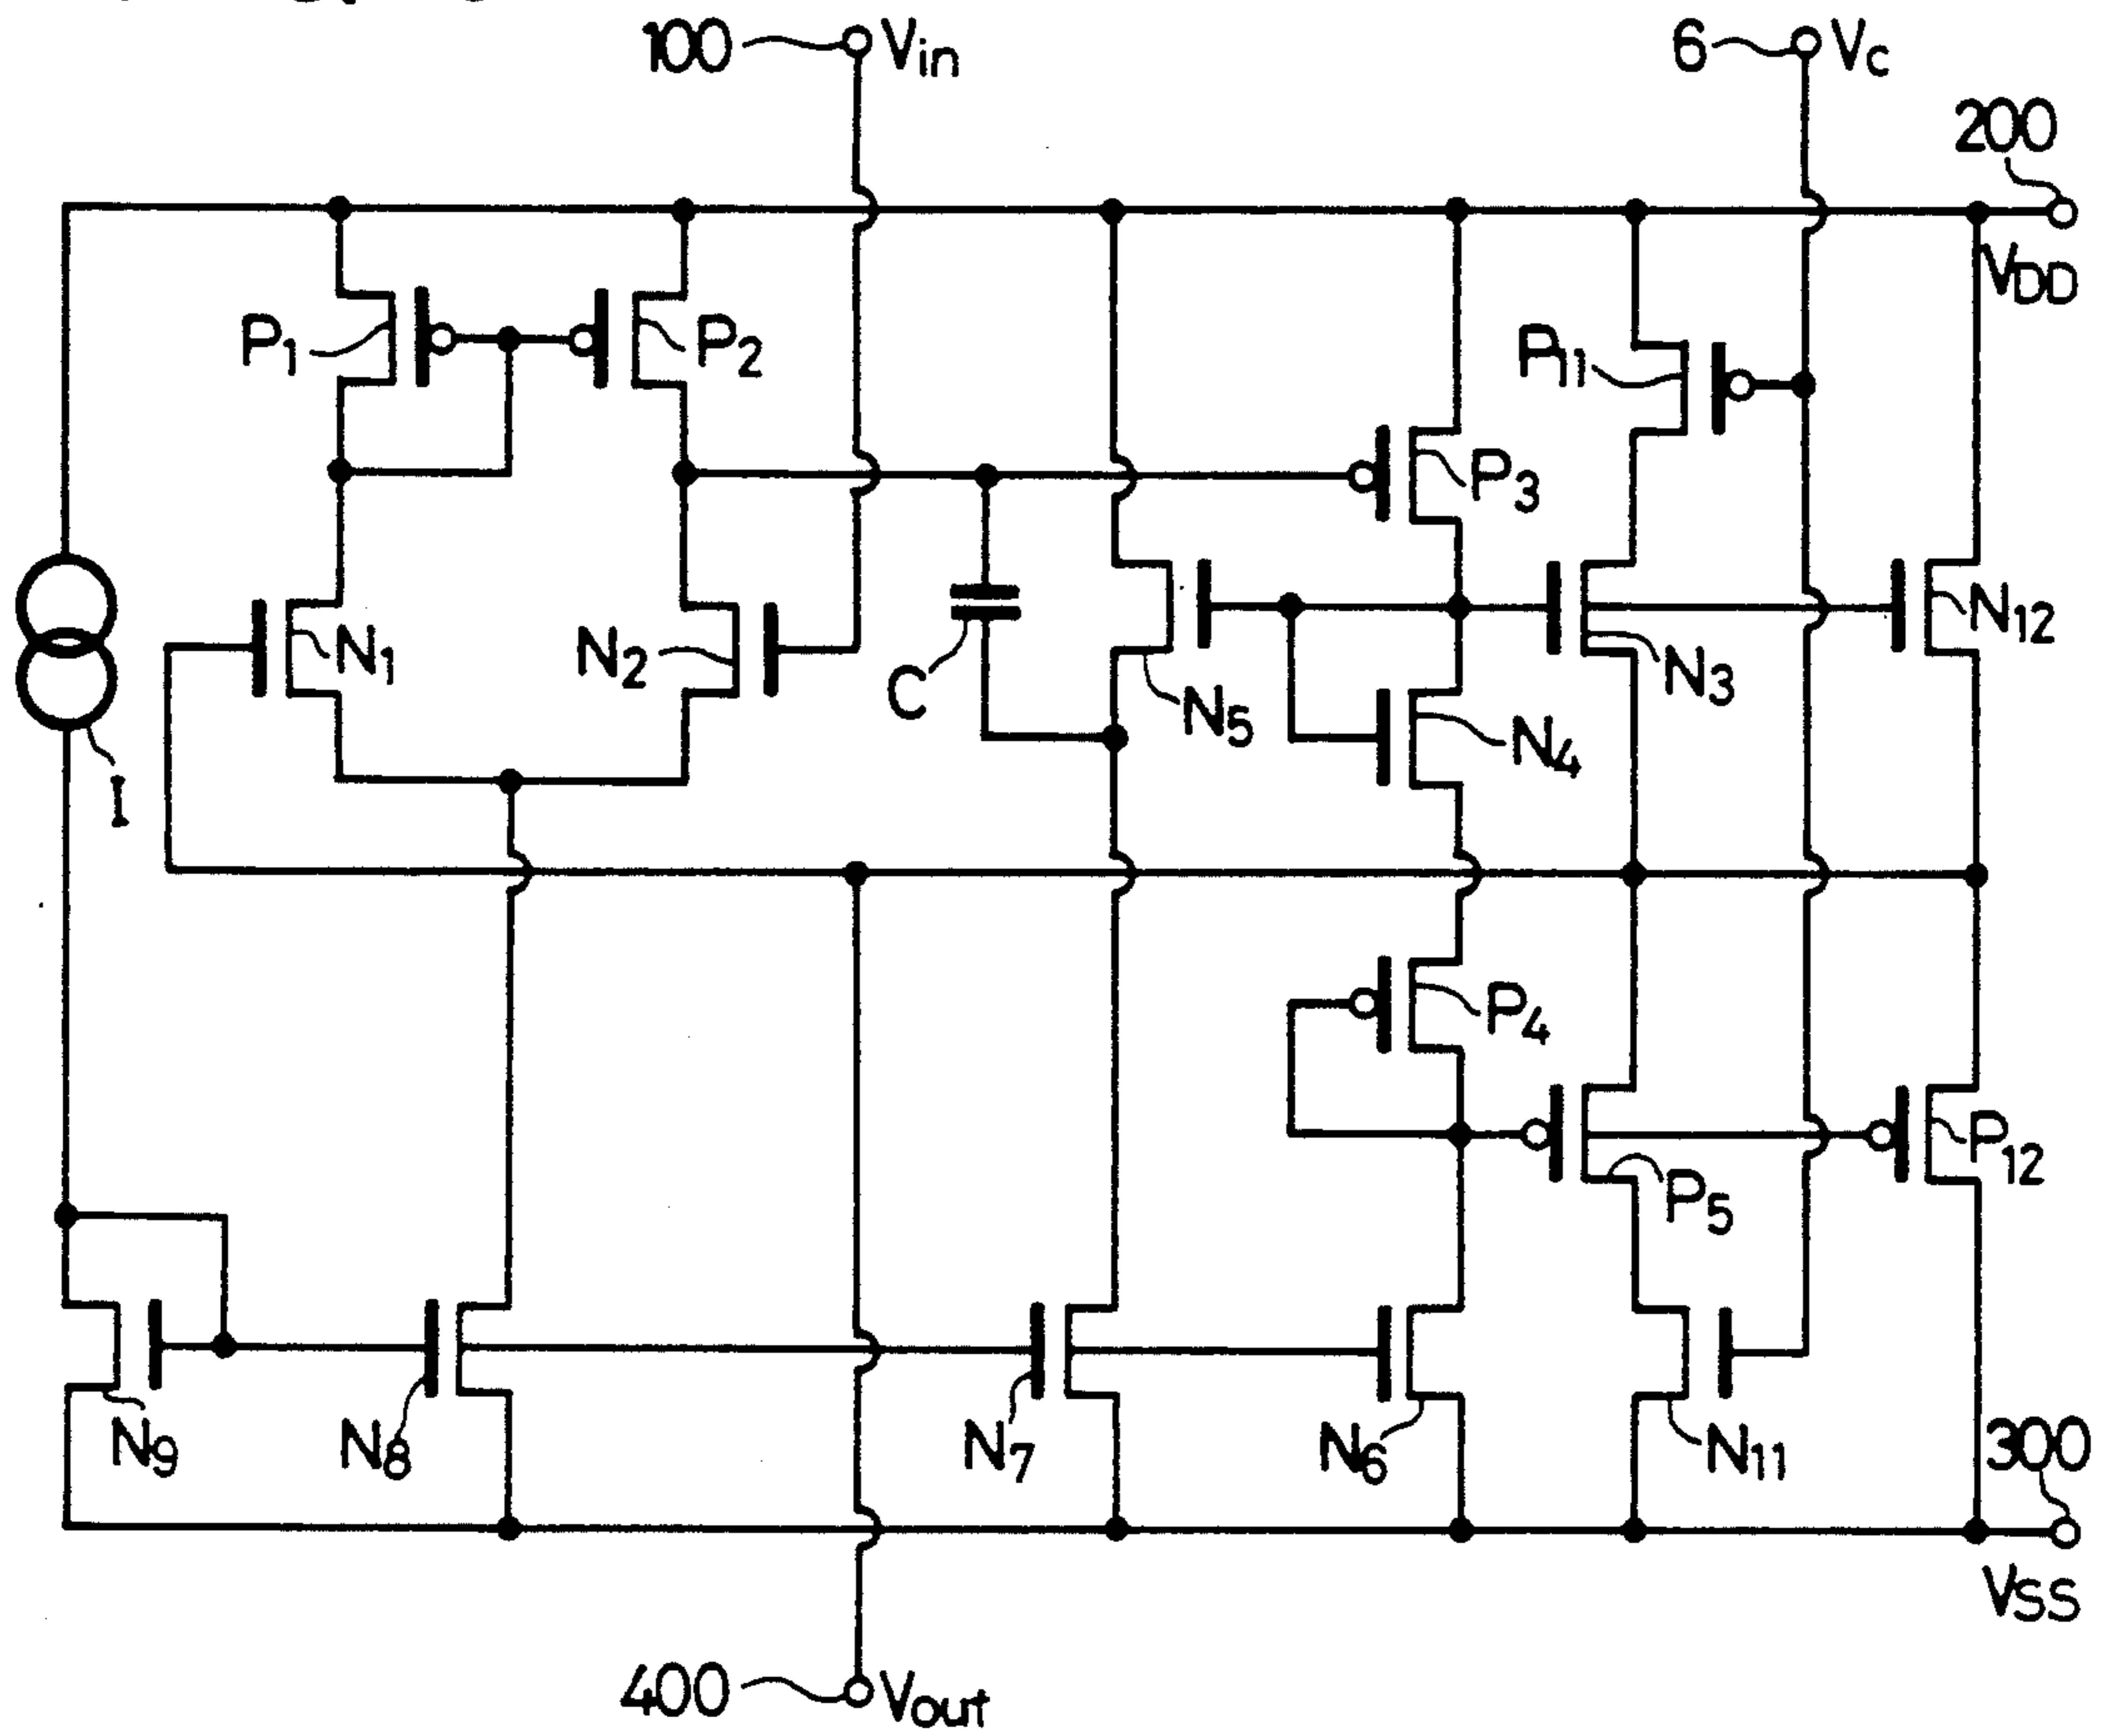 100 Vin 6 VC
200
VDD
P1 P2 P11
P3
N1 N2 C N5 N3 N12
N4
I
P4
P12
P5
N9 N8 N7 N6 N11 300
VSS
400 Vout